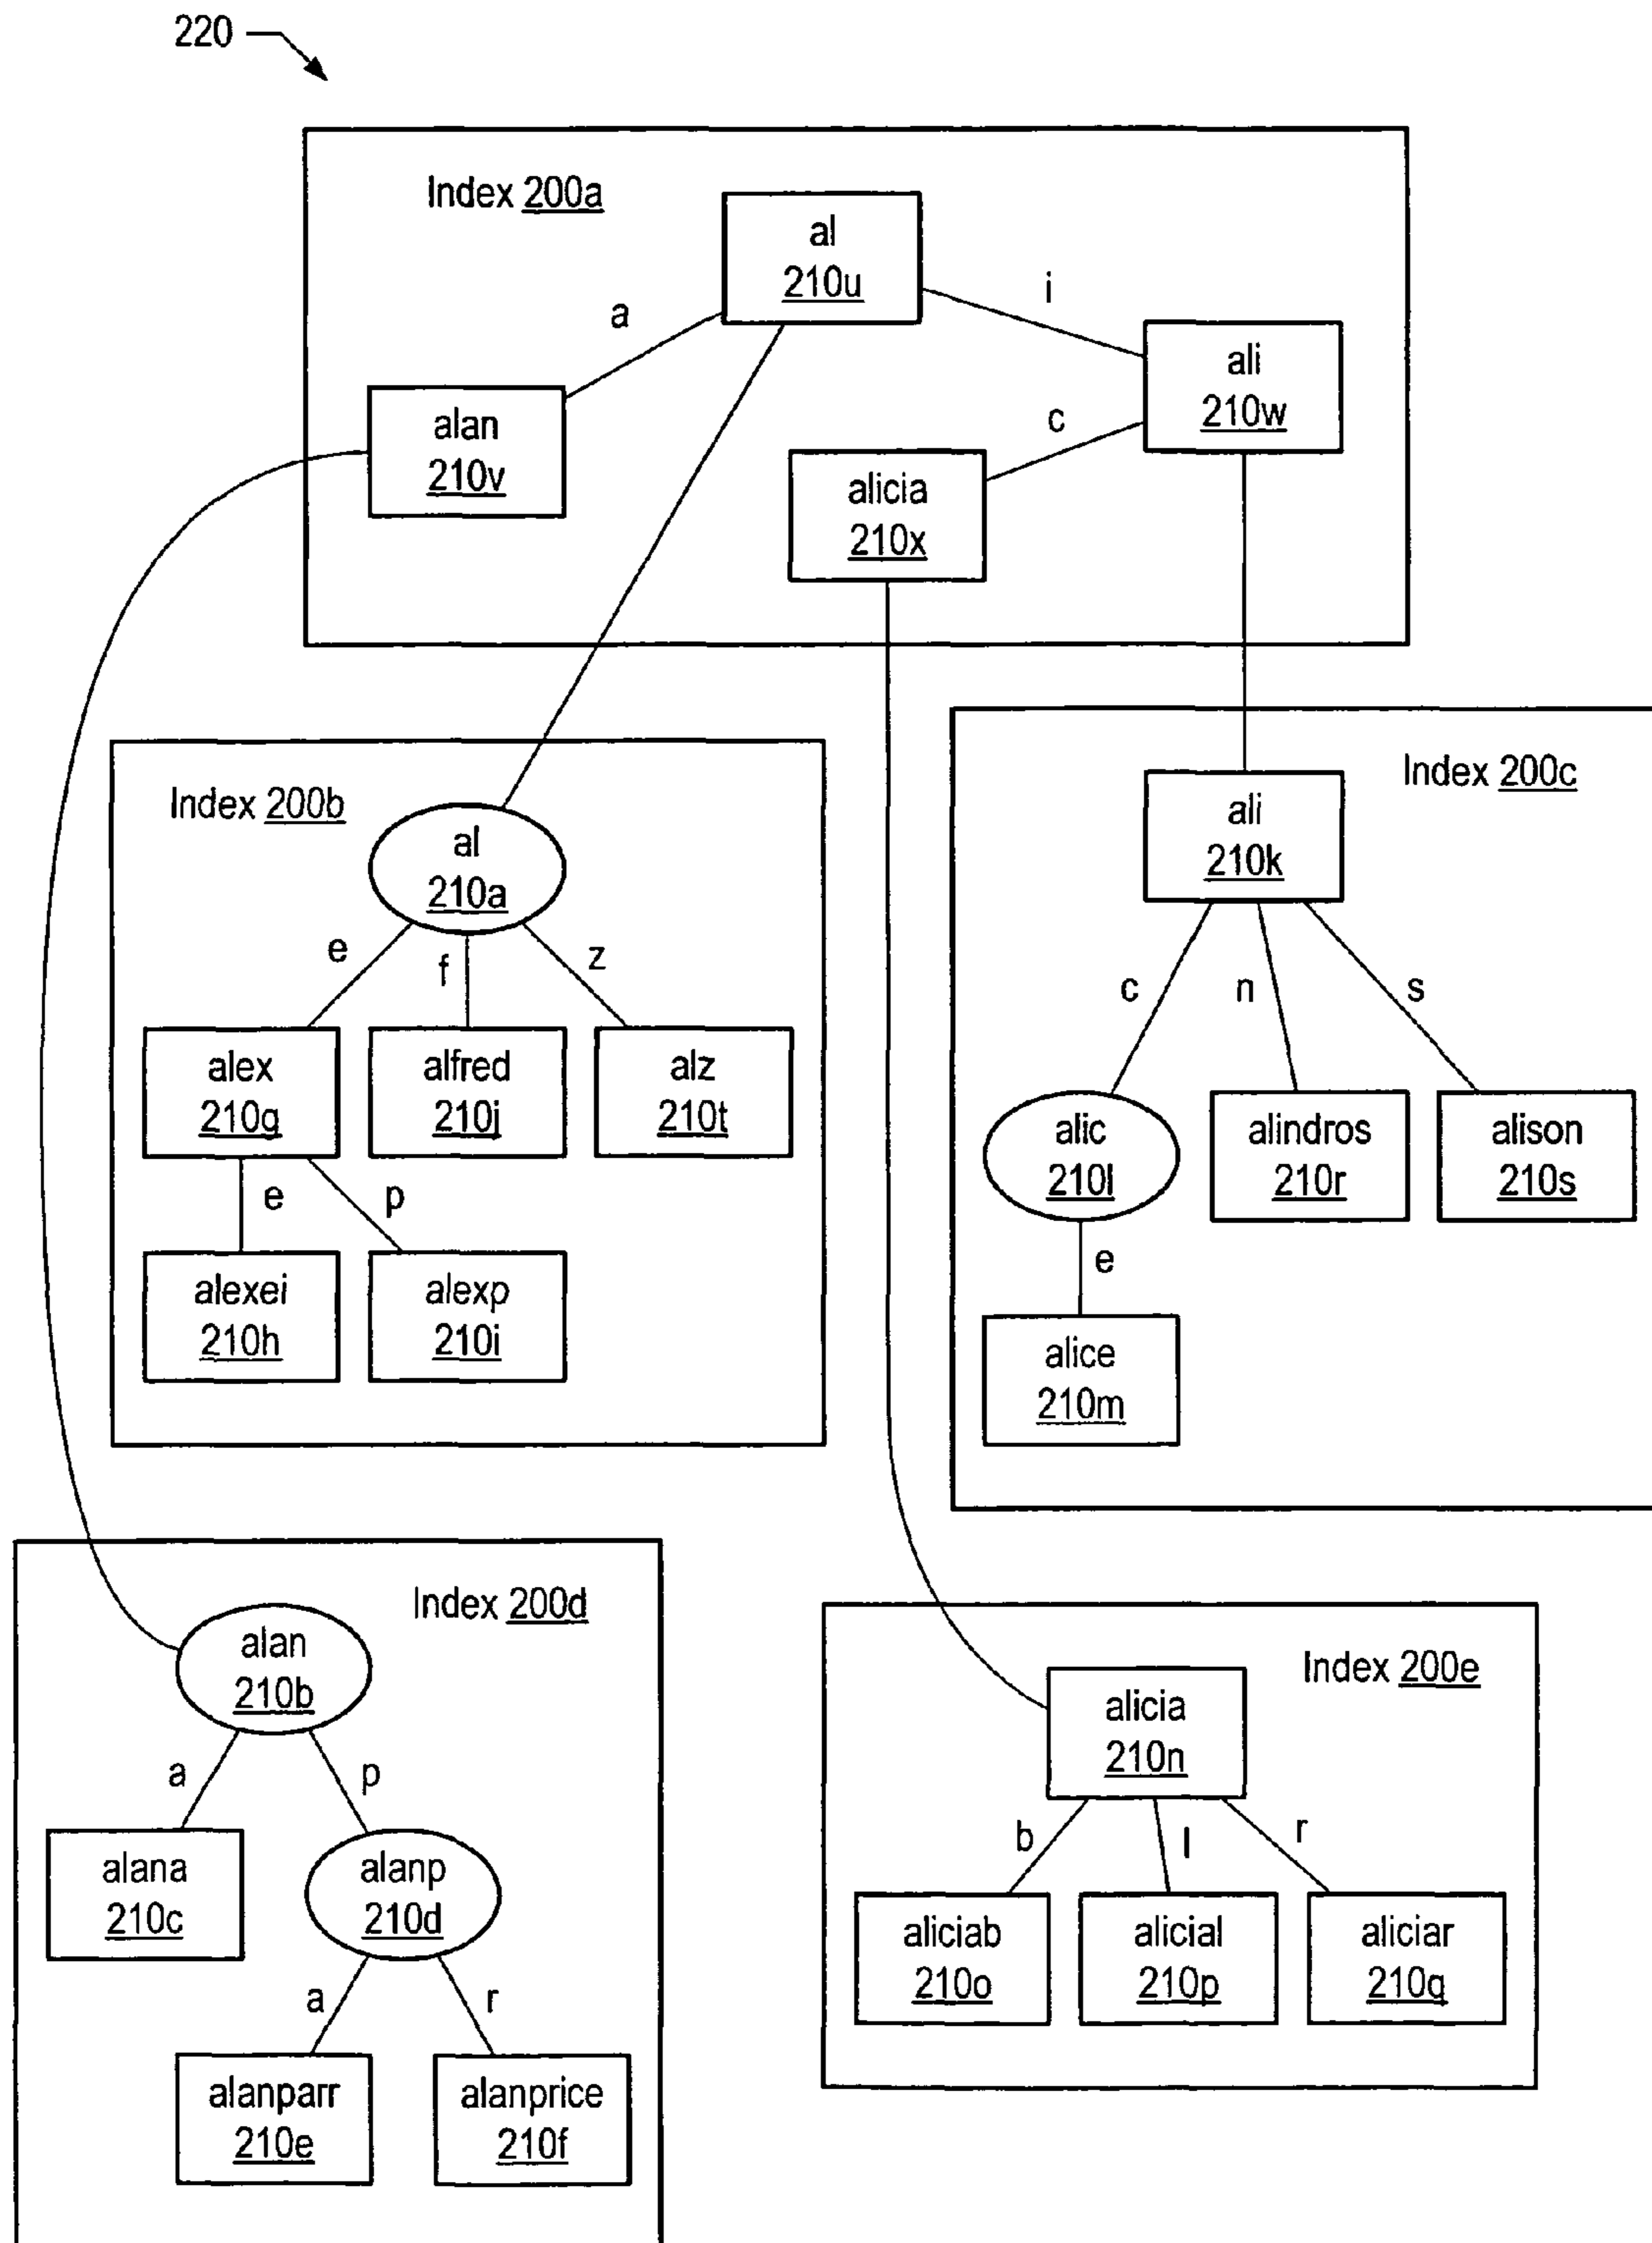 220
Index 200a
al
210u
a
i
alan
210v
ali
210w
c
alicia
210x
Index 200b
al
210a
e
f
z
alex
210g
alfred
210j
alz
210t
e
p
alexei
210h
alexp
210i
Index 200c
ali
210k
c
n
s
alic
210l
alindros
210r
alison
210s
e
alice
210m
Index 200d
alan
210b
a
p
alana
210c
alanp
210d
a
r
alanparr
210e
alanprice
210f
Index 200e
alicia
210n
b
l
r
aliciab
210o
alicial
210p
aliciar
210q